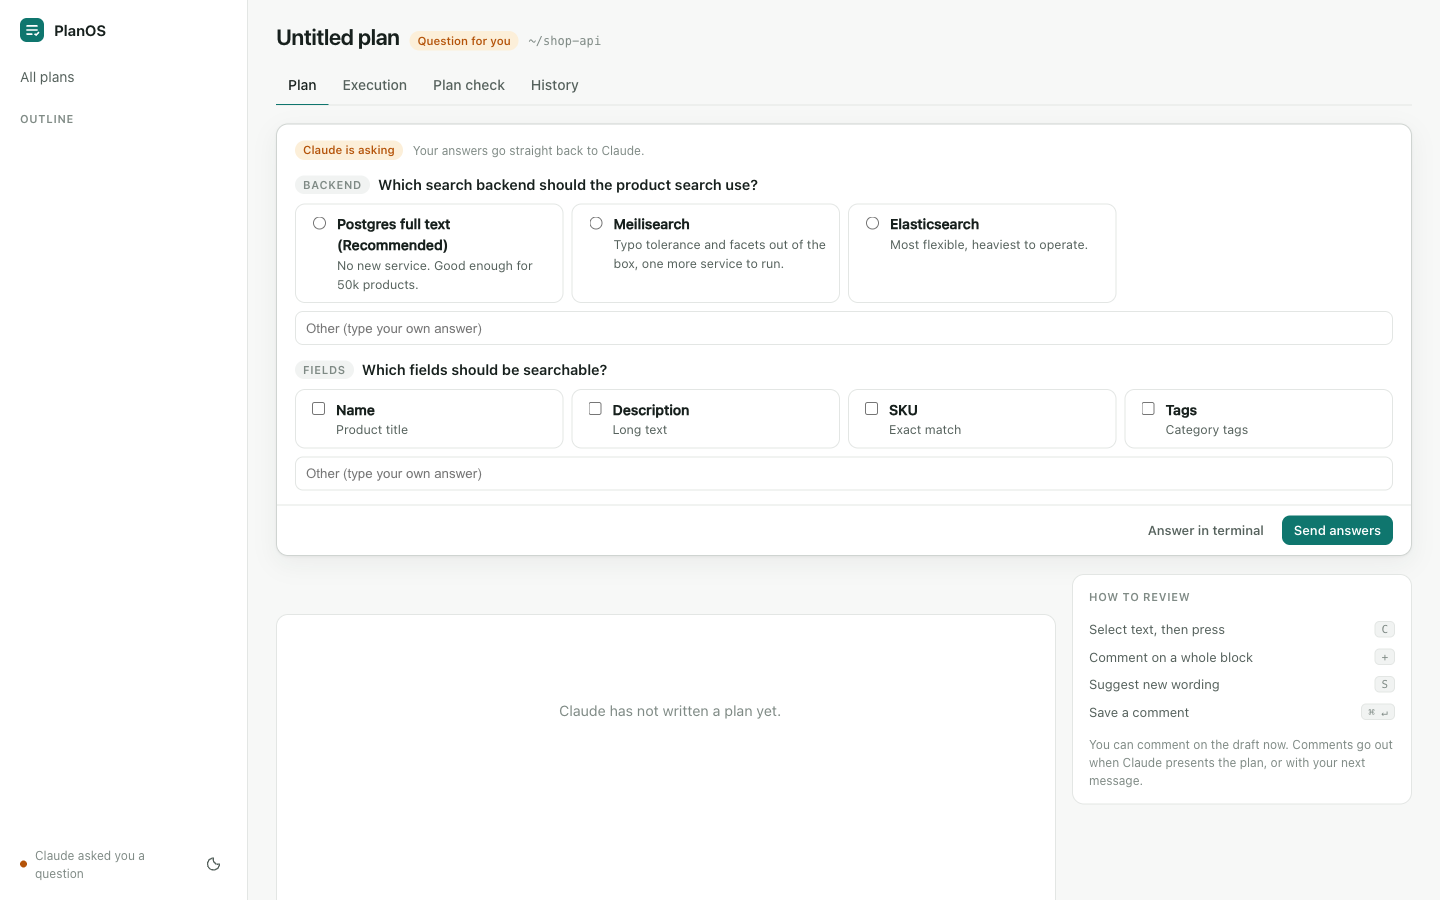 PlanOS
All plans
OUTLINE
Untitled plan Question for you ~/shop-api
Plan Execution Plan check History
Claude is asking Your answers go straight back to Claude.
BACKEND Which search backend should the product search use?
Postgres full text
(Recommended)
No new service. Good enough for
50k products.
Meilisearch
Typo tolerance and facets out of the
box, one more service to run.
Elasticsearch
Most flexible, heaviest to operate.
Other (type your own answer)
FIELDS Which fields should be searchable?
Name
Product title
Description
Long text
SKU
Exact match
Tags
Category tags
Other (type your own answer)
Answer in terminal Send answers
Claude has not written a plan yet.
HOW TO REVIEW
Select text, then press C
Comment on a whole block +
Suggest new wording S
Save a comment ⌘ ↵
You can comment on the draft now. Comments go out
when Claude presents the plan, or with your next
message.
Claude asked you a
question